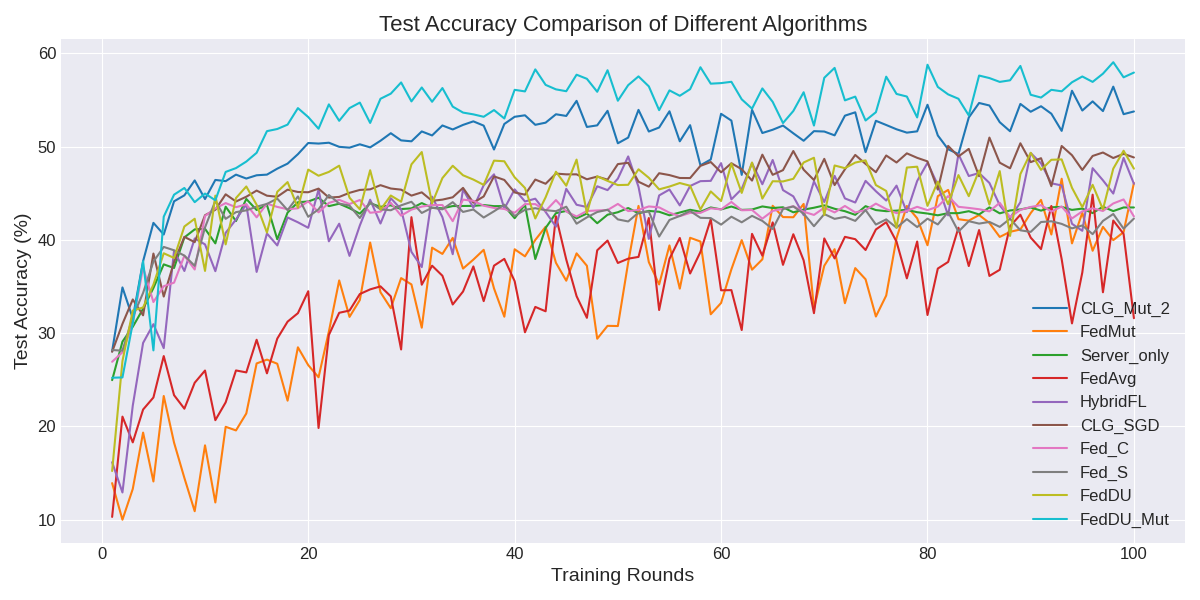 Test Accuracy Comparison of Different Algorithms
Test Accuracy (%)
60
50
40
30
20
10
0
20
40
60
80
100
Training Rounds
CLG_Mut_2
FedMut
Server_only
FedAvg
HybridFL
CLG_SGD
Fed_C
Fed_S
FedDU
FedDU_Mut